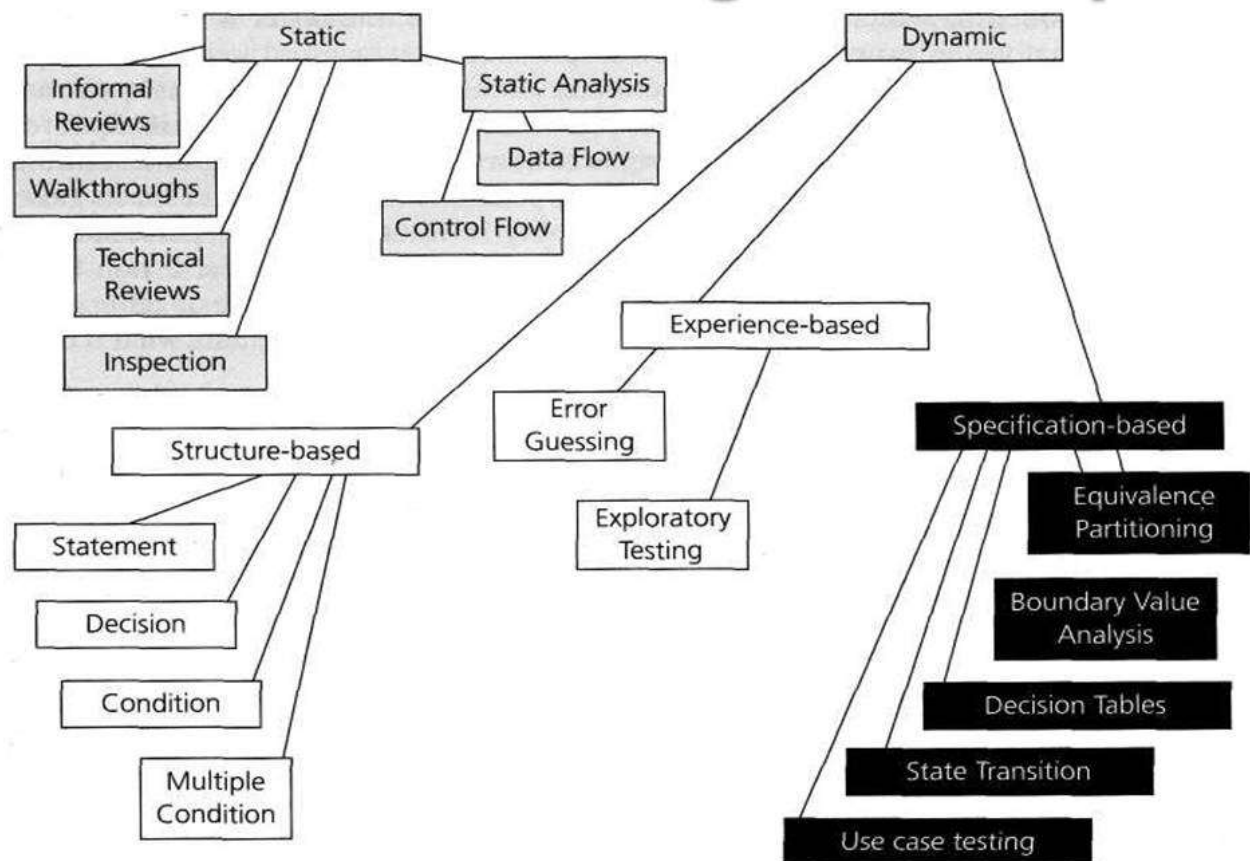 Static
Dynamic
Informal
Reviews
Static Analysis
Data Flow
Walkthroughs
Control Flow
Technical
Reviews
Experience-based
Inspection
Error
Guessing
Specification-based
Structure-based
Equivalence
Partitioning
Exploratory
Testing
Statement
Boundary Value
Analysis
Decision
Condition
Decision Tables
State Transition
Multiple
Condition
Use case testing